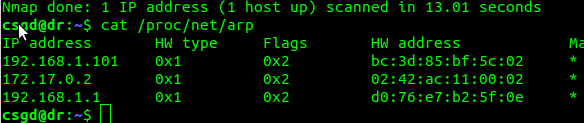 Nmap done: 1 IP address (1 host up) scanned in 13.01 seconds
csgd@dr:~$ cat /proc/net/arp
IP address HW type Flags HW address Ma
192.168.1.101 0x1 0x2 bc:3d:85:bf:5c:02 *
172.17.0.2 0x1 0x2 02:42:ac:11:00:02 *
192.168.1.1 0x1 0x2 d0:76:e7:b2:5f:0e *
csgd@dr:~$